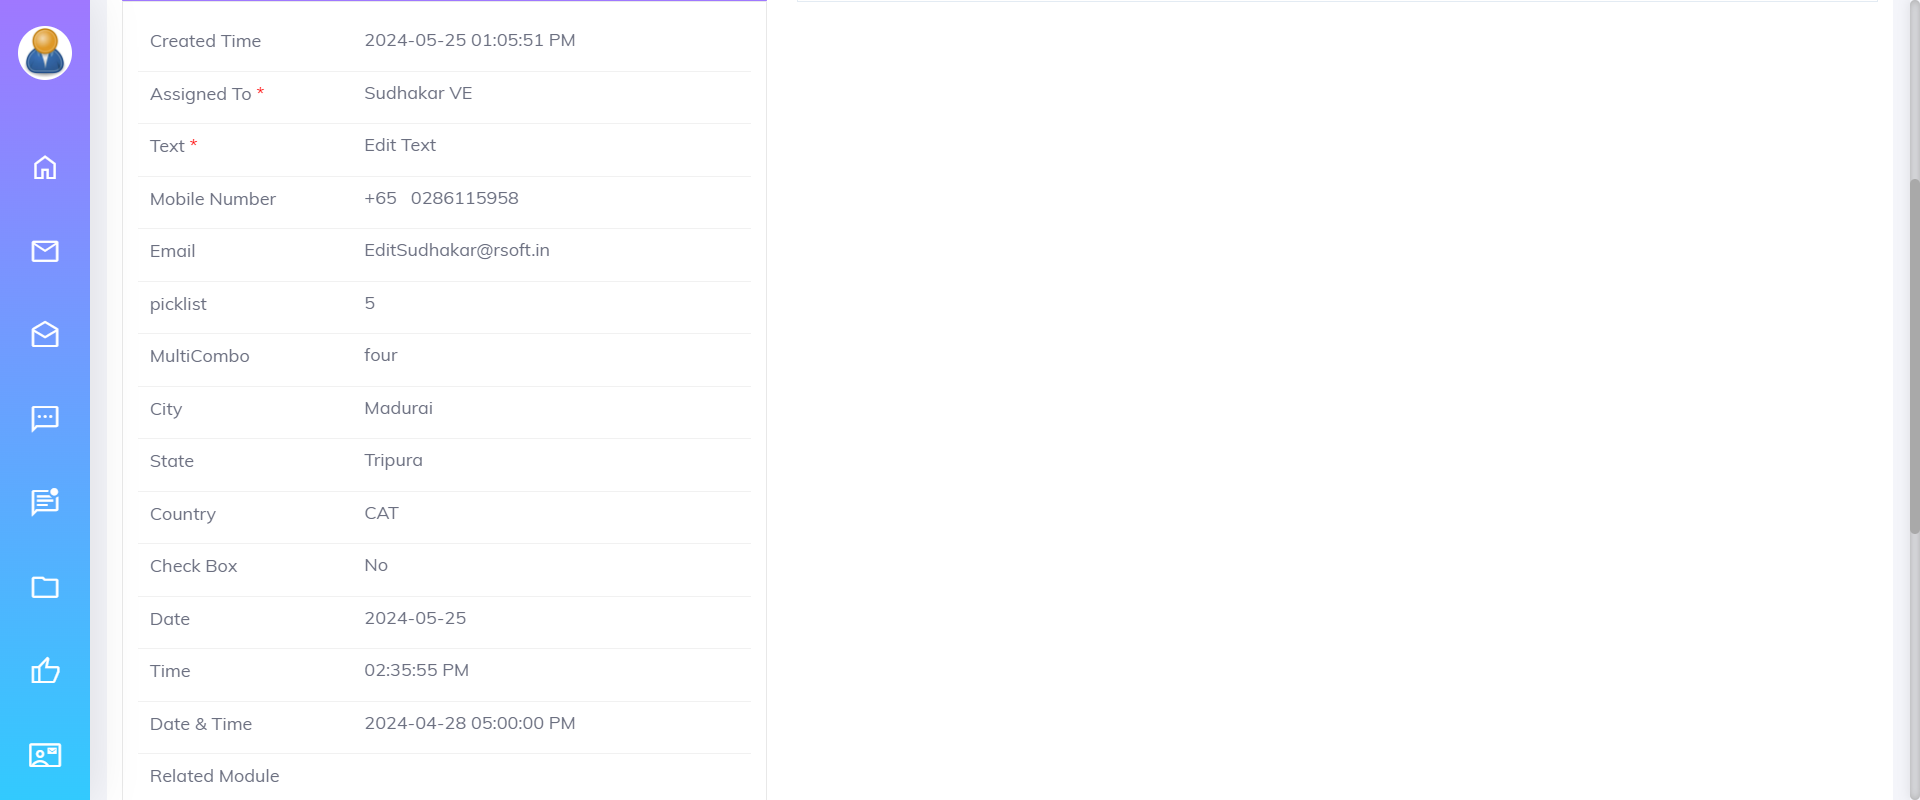 Created Time 2024-05-25 01:05:51 PM
Assigned To * Sudhakar VE
Text * Edit Text
Mobile Number +65 0286115958
Email EditSudhakar@rsoft.in
picklist 5
MultiCombo four
City Madurai
State Tripura
Country CAT
Check Box No
Date 2024-05-25
Time 02:35:55 PM
Date & Time 2024-04-28 05:00:00 PM
Related Module